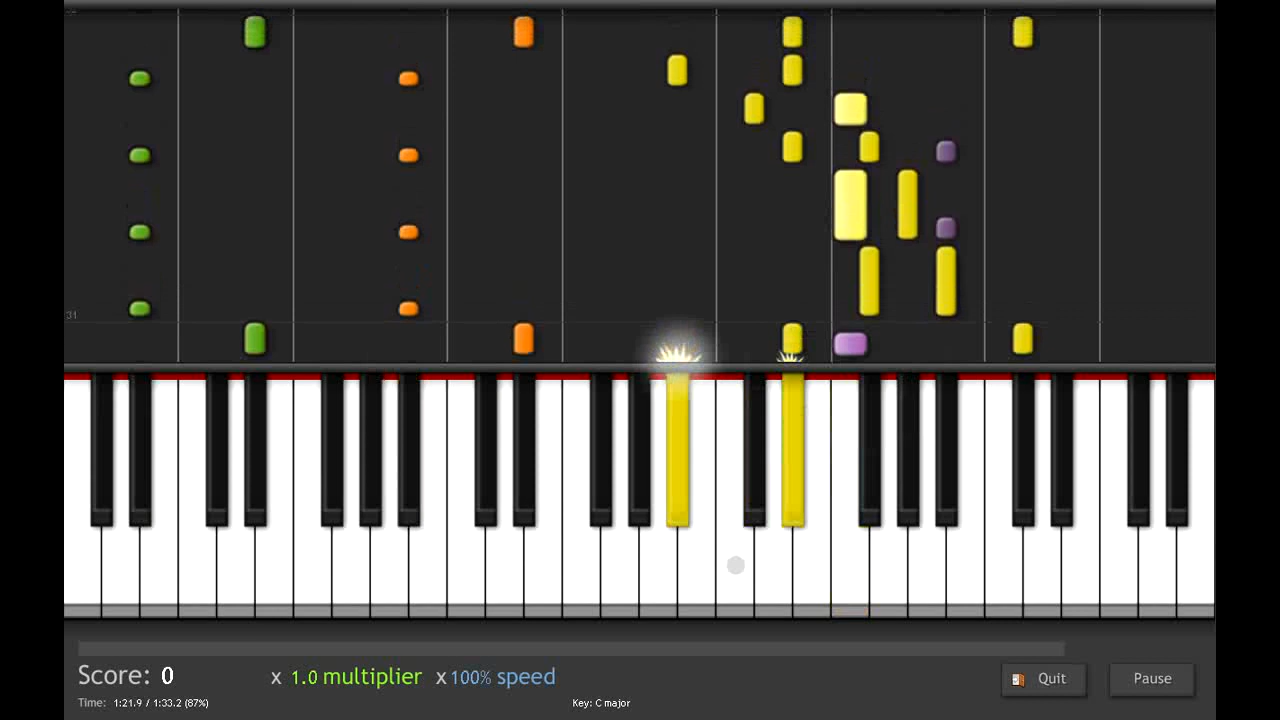 31
Score: 0 x 1.0 multiplier x 100% speed
Quit
Pause
Time: 1:21.9 / 1:33.2 (87%)
Key: C major